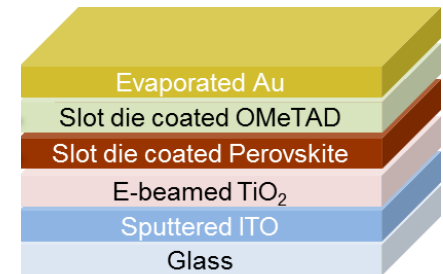 Evaporated Au
Slot die coated OMeTAD
Slot die coated Perovskite
E-beamed TiO₂
Sputtered ITO
Glass